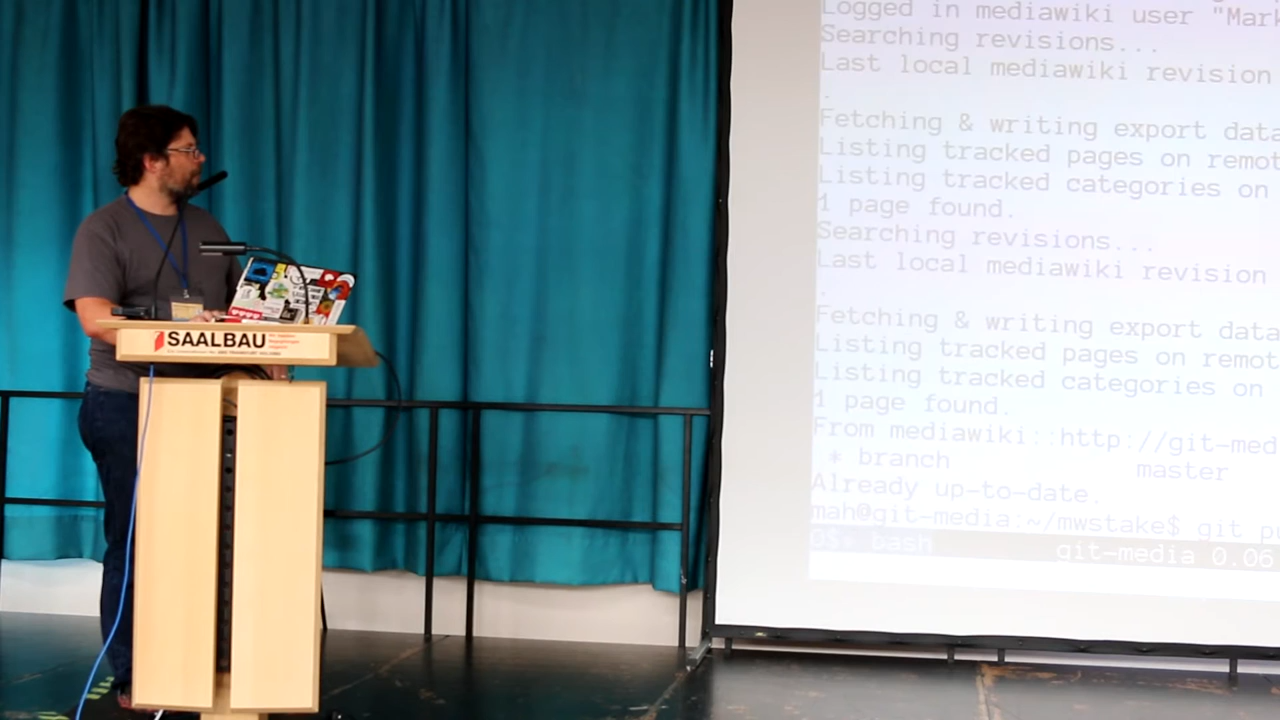 Logged in mediawiki user "Mark
Searching revisions...
Last local mediawiki revision
.
Fetching & writing export data
Listing tracked pages on remot
Listing tracked categories on
1 page found.
Searching revisions...
Last local mediawiki revision
.
Fetching & writing export data
Listing tracked pages on remot
Listing tracked categories on
1 page found.
From mediawiki::http://git-med
* branch master
Already up-to-date.
mah@git-media:~/mwstake$ git pu
0$* bash git-media 0.06
SAALBAU